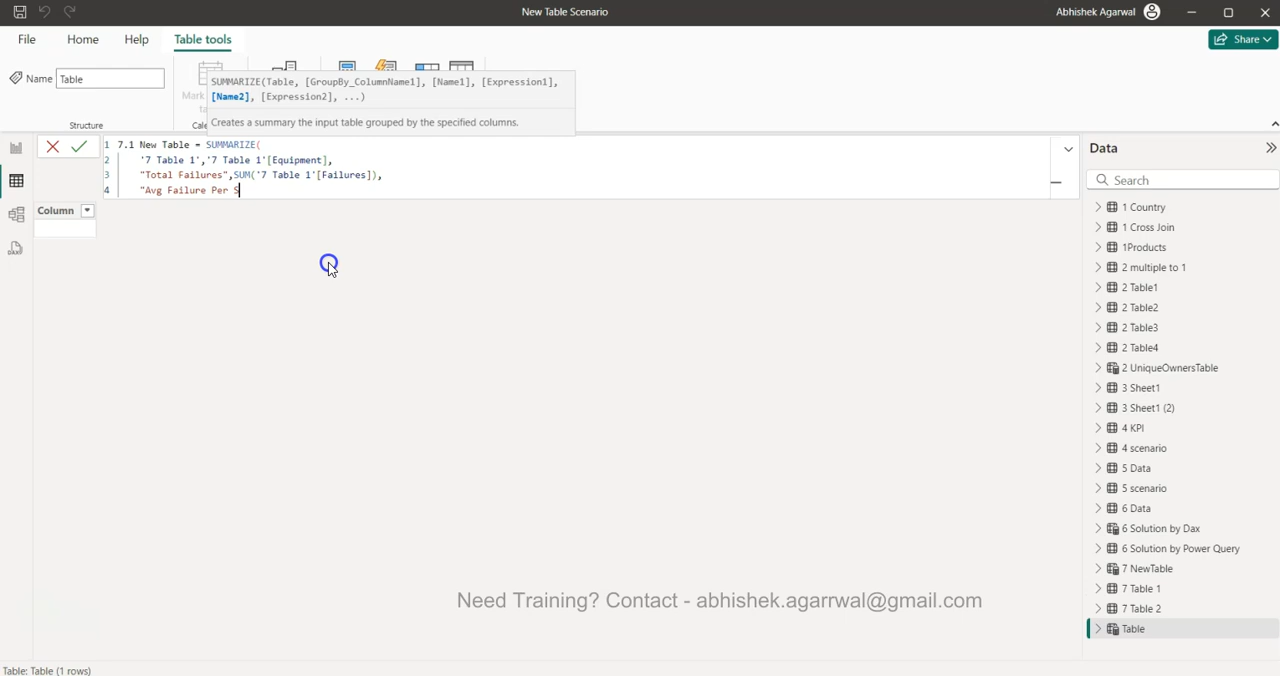 New Table Scenario
Abhishek Agarwal
File Home Help Table tools
Share
Name Table
Structure
SUMMARIZE(Table, [GroupBy_ColumnName1], [Name1], [Expression1],
[Name2], [Expression2], ...)
Creates a summary the input table grouped by the specified columns.
Mark
ta
Cale
1 7.1 New Table = SUMMARIZE(
2 '7 Table 1','7 Table 1'[Equipment],
3 "Total Failures",SUM('7 Table 1'[Failures]),
4 "Avg Failure Per S
Column
DAX
Data
Search
1 Country
1 Cross Join
1Products
2 multiple to 1
2 Table1
2 Table2
2 Table3
2 Table4
2 UniqueOwnersTable
3 Sheet1
3 Sheet1 (2)
4 KPI
4 scenario
5 Data
5 scenario
6 Data
6 Solution by Dax
6 Solution by Power Query
7 NewTable
7 Table 1
7 Table 2
Table
Need Training? Contact - abhishek.agarrwal@gmail.com
Table: Table (1 rows)